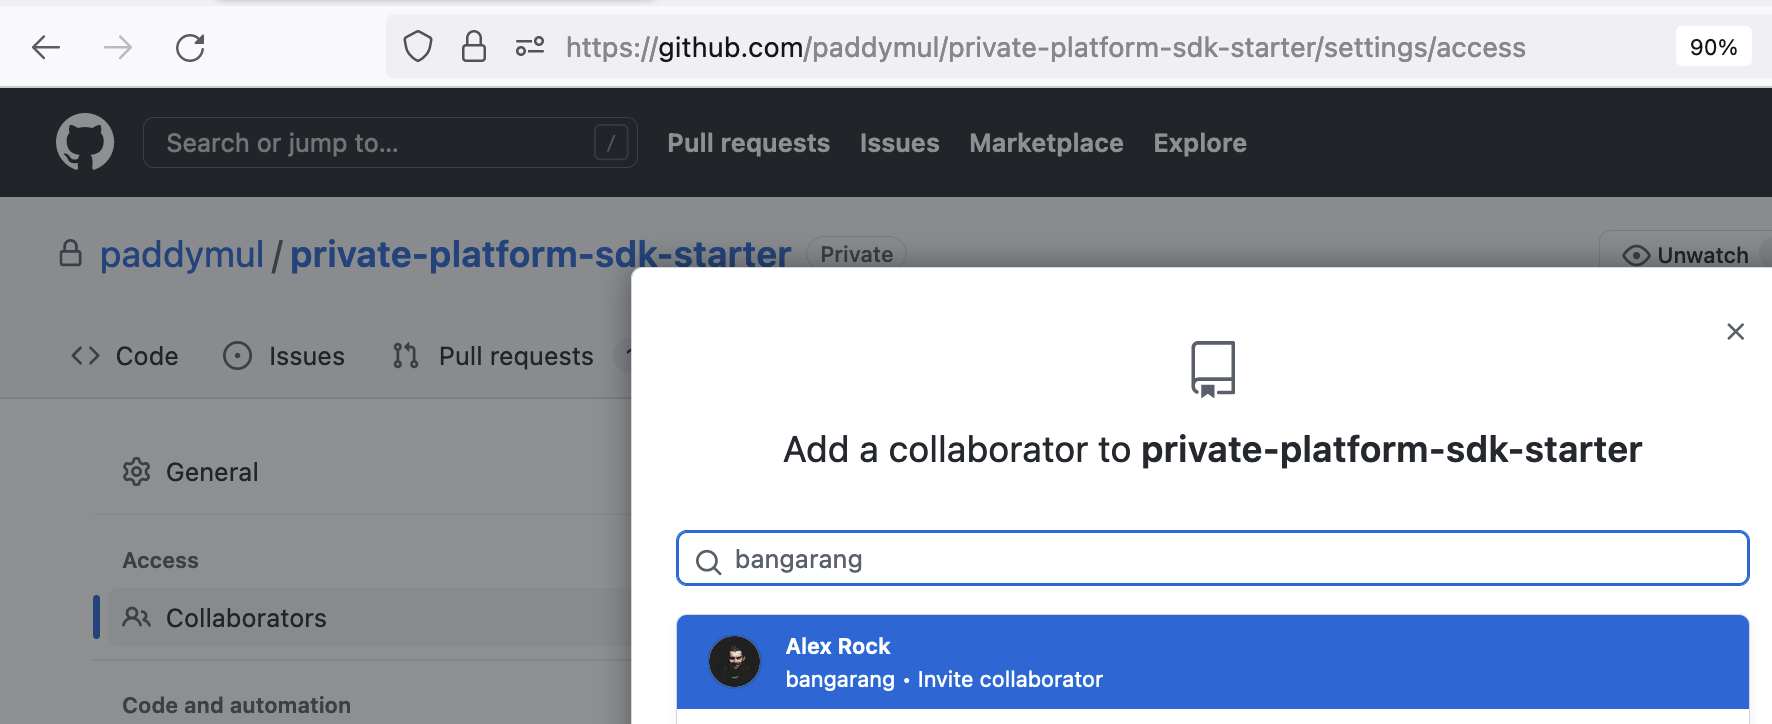 https://github.com/paddymul/private-platform-sdk-starter/settings/access 90%
Search or jump to... / Pull requests Issues Marketplace Explore
paddymul / private-platform-sdk-starter Private Unwatch
Code Issues Pull requests
Add a collaborator to private-platform-sdk-starter
General
bangarang
Access
Collaborators
Alex Rock
bangarang • Invite collaborator
Code and automation